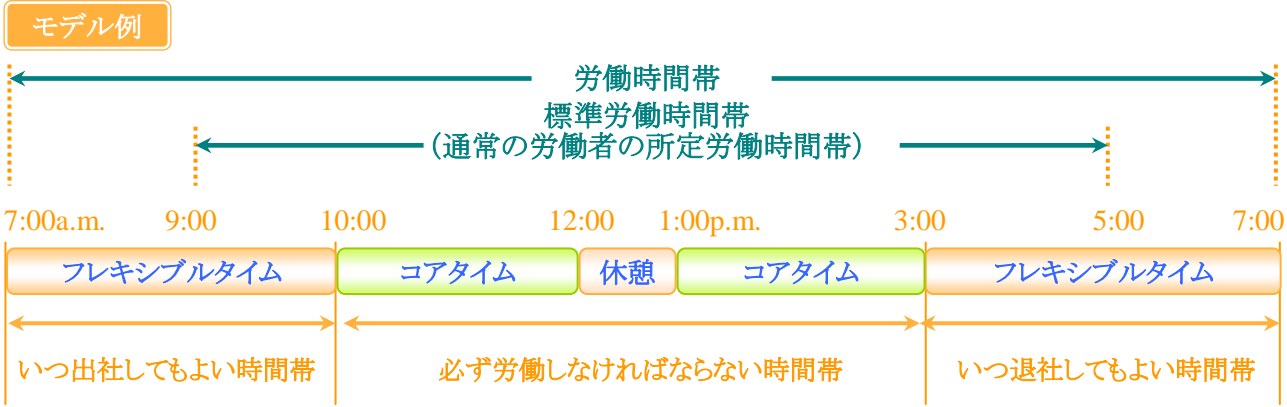 モデル例
労働時間帯
標準労働時間帯
（通常の労働者の所定労働時間帯）
7:00a.m. 9:00 10:00 12:00 1:00p.m. 3:00 5:00 7:00
フレキシブルタイム コアタイム 休憩 コアタイム フレキシブルタイム
いつ出社してもよい時間帯 必ず労働しなければならない時間帯 いつ退社してもよい時間帯